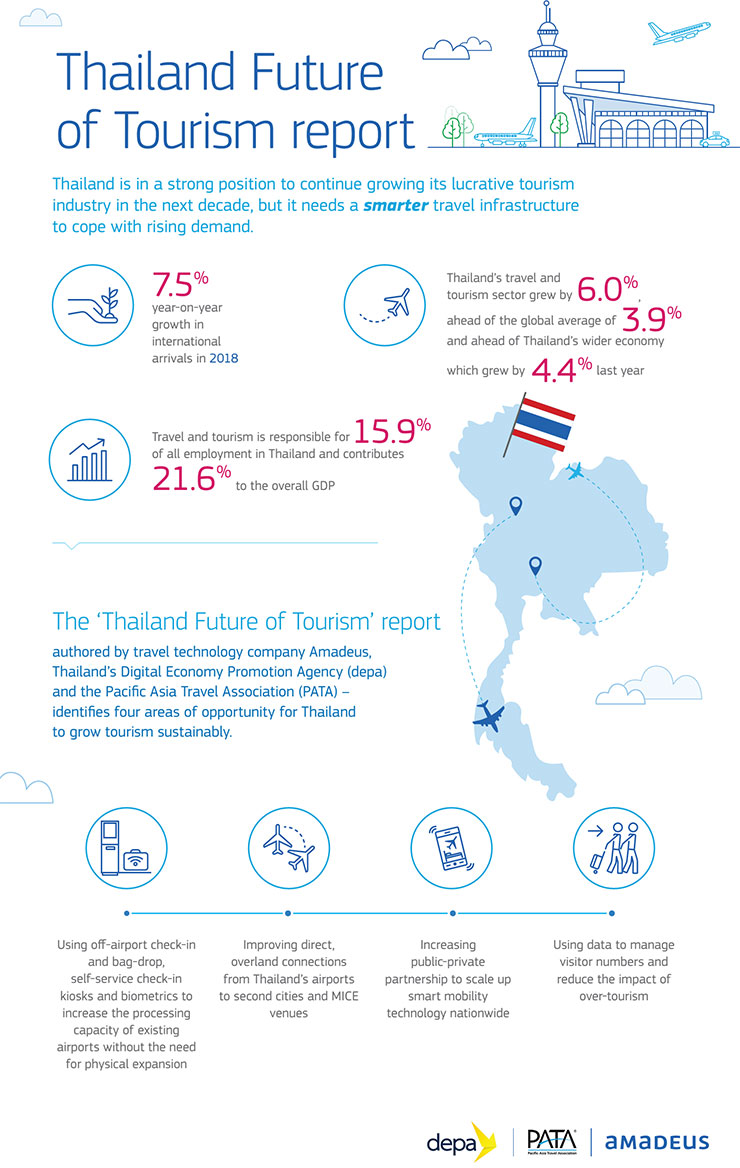 Thailand Future
of Tourism report
Thailand is in a strong position to continue growing its lucrative tourism
industry in the next decade, but it needs a smarter travel infrastructure
to cope with rising demand.
7.5%
year-on-year
growth in
international
arrivals in 2018
Thailand's travel and
tourism sector grew by 6.0%,
ahead of the global average of 3.9%
and ahead of Thailand's wider economy
which grew by 4.4% last year
Travel and tourism is responsible for 15.9%
of all employment in Thailand and contributes
21.6% to the overall GDP
The ‘Thailand Future of Tourism’ report
authored by travel technology company Amadeus,
Thailand's Digital Economy Promotion Agency (depa)
and the Pacific Asia Travel Association (PATA) –
identifies four areas of opportunity for Thailand
to grow tourism sustainably.
Using off-airport check-in
and bag-drop,
self-service check-in
kiosks and biometrics to
increase the processing
capacity of existing
airports without the need
for physical expansion
Improving direct,
overland connections
from Thailand's airports
to second cities and MICE
venues
Increasing
public-private
partnership to scale up
smart mobility
technology nationwide
Using data to manage
visitor numbers and
reduce the impact of
over-tourism
depa
PATA®
Pacific Asia Travel Association
amaDEUS